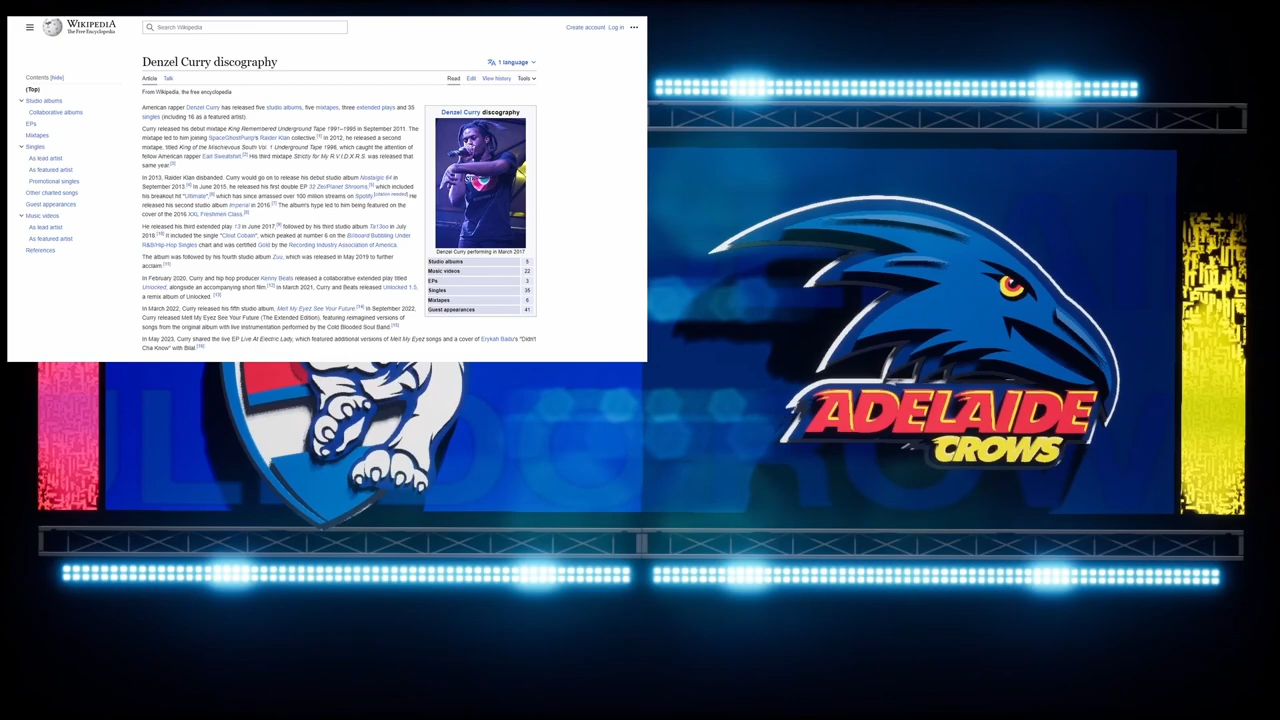 WIKIPEDIA
The Free Encyclopedia
Search Wikipedia
Create account Log in
Denzel Curry discography
1 language
Article Talk
Read Edit View history Tools
From Wikipedia, the free encyclopedia
Contents [hide]
(Top)
Studio albums
Collaborative albums
EPs
Mixtapes
Singles
As lead artist
As featured artist
Promotional singles
Other charted songs
Guest appearances
Music videos
As lead artist
As featured artist
References
American rapper Denzel Curry has released five studio albums, five mixtapes, three extended plays and 35
singles (including 16 as a featured artist).
Curry released his debut mixtape King Remembered Underground Tape 1991–1995 in September 2011. The
mixtape led to him joining SpaceGhostPurrp's Raider Klan collective.[1] In 2012, he released a second
mixtape, titled King of the Mischievous South Vol. 1 Underground Tape 1996, which caught the attention of
fellow American rapper Earl Sweatshirt.[2] His third mixtape Strictly for My R.V.I.D.X.R.S. was released that
same year.[3]
In 2013, Raider Klan disbanded. Curry would go on to release his debut studio album Nostalgic 64 in
September 2013.[4] In June 2015, he released his first double EP 32 Zel/Planet Shrooms,[5] which included
his breakout hit "Ultimate",[6] which has since amassed over 100 million streams on Spotify.[citation needed] He
released his second studio album Imperial in 2016.[7] The album's hype led to him being featured on the
cover of the 2016 XXL Freshmen Class.[8]
He released his third extended play 13 in June 2017,[9] followed by his third studio album Ta13oo in July
2018.[10] It included the single "Clout Cobain", which peaked at number 6 on the Billboard Bubbling Under
R&B/Hip-Hop Singles chart and was certified Gold by the Recording Industry Association of America.
The album was followed by his fourth studio album Zuu, which was released in May 2019 to further
acclaim.[11]
In February 2020, Curry and hip hop producer Kenny Beats released a collaborative extended play titled
Unlocked, alongside an accompanying short film.[12] In March 2021, Curry and Beats released Unlocked 1.5,
a remix album of Unlocked.[13]
In March 2022, Curry released his fifth studio album, Melt My Eyez See Your Future.[14] In September 2022,
Curry released Melt My Eyez See Your Future (The Extended Edition), featuring reimagined versions of
songs from the original album with live instrumentation performed by the Cold Blooded Soul Band.[15]
In May 2023, Curry shared the live EP Live At Electric Lady, which featured additional versions of Melt My Eyez songs and a cover of Erykah Badu's "Didn't
Cha Know" with Bilal.[16]
Denzel Curry discography
Denzel Curry performing in March 2017
Studio albums 5
Music videos 22
EPs 3
Singles 35
Mixtapes 6
Guest appearances 41
ADELAIDE
CROWS